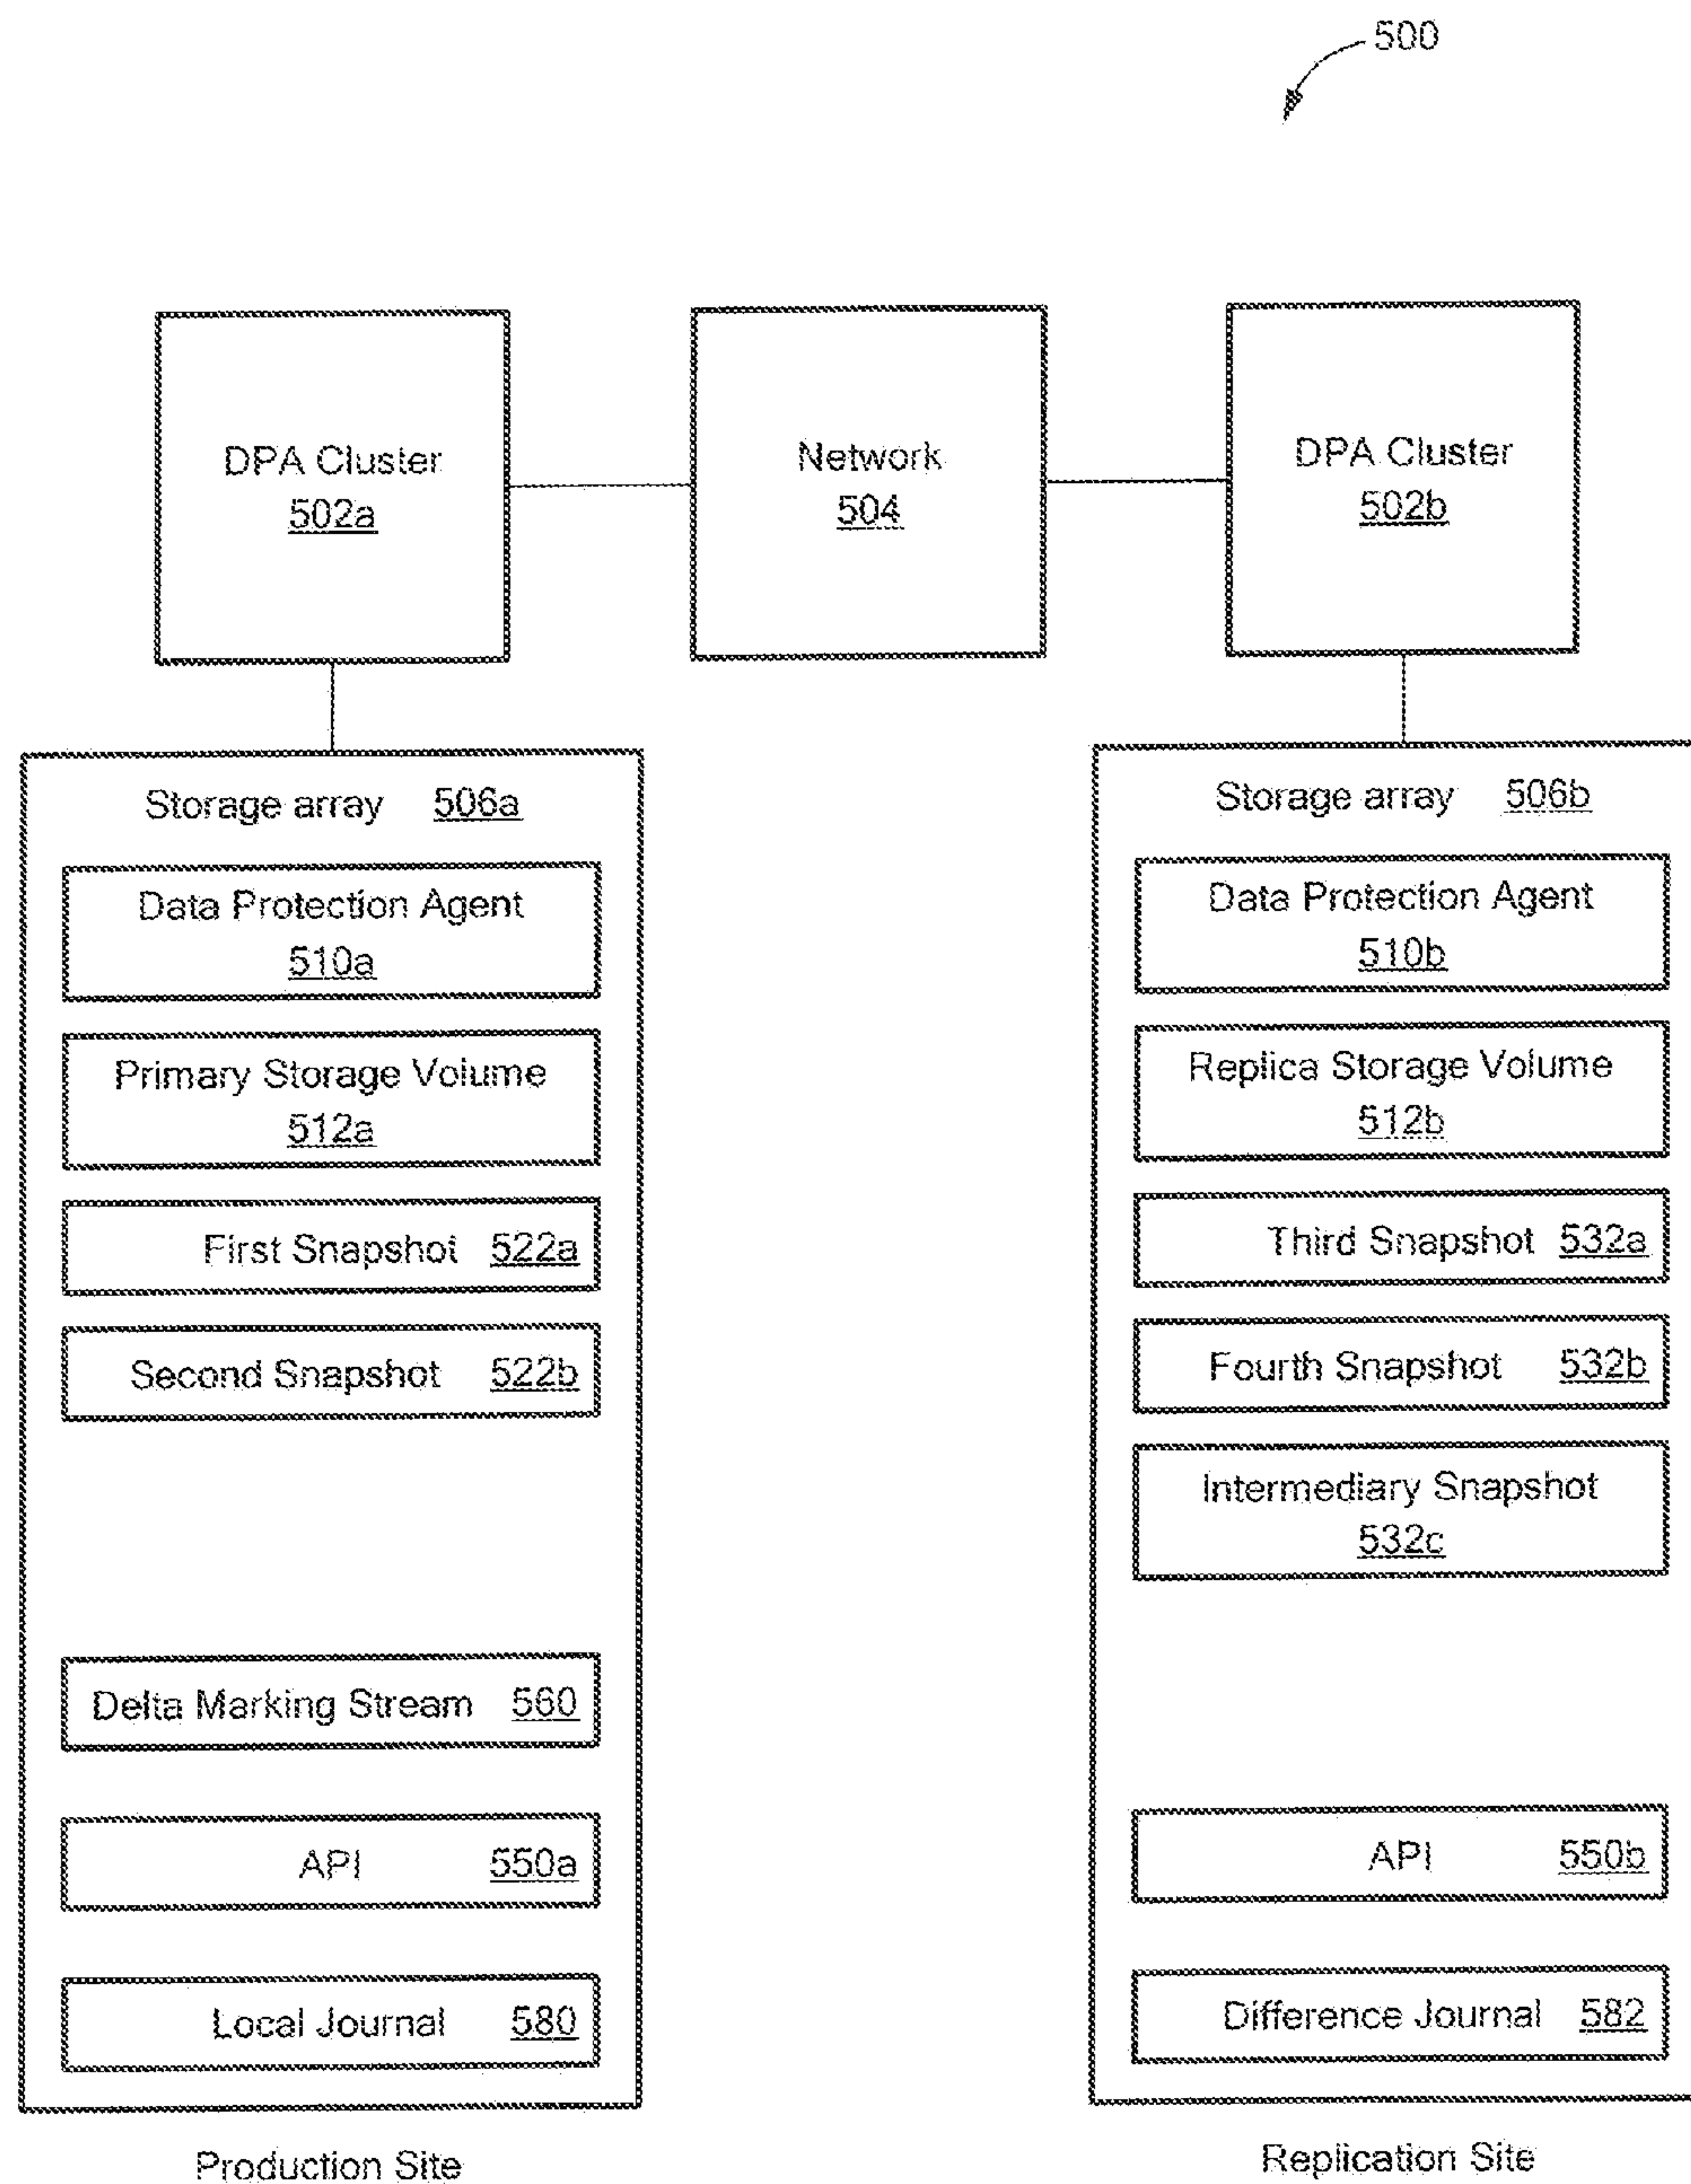 500
DPA Cluster
502a
Network
504
DPA Cluster
502b
Storage array 506a
Data Protection Agent
510a
Primary Storage Volume
512a
First Snapshot 522a
Second Snapshot 522b
Delta Marking Stream 560
API 550a
Local Journal 580
Production Site
Storage array 506b
Data Protection Agent
510b
Replica Storage Volume
512b
Third Snapshot 532a
Fourth Snapshot 532b
Intermediary Snapshot
532c
API 550b
Difference Journal 582
Replication Site